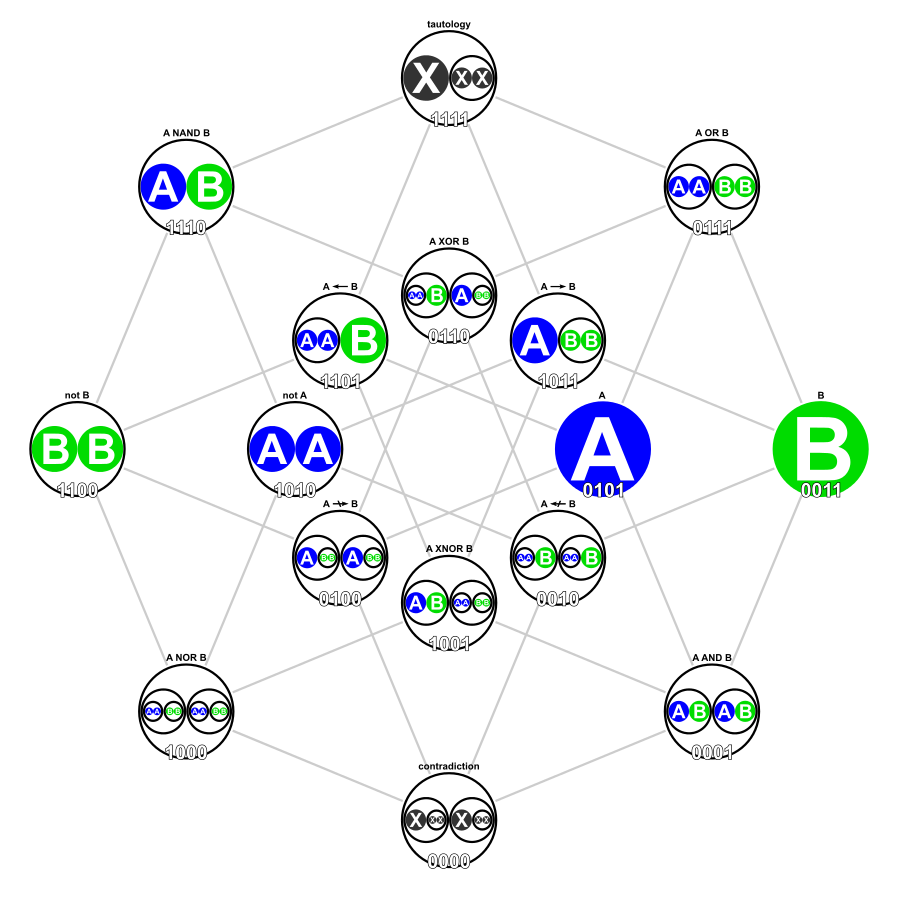 tautology
X X X
1111
A NAND B
A B
1110
A OR B
A A B B
0111
A XOR B
A A B A B B
0110
A ← B
A A B
1101
A → B
A B B
1011
not B
B B
1100
not A
A A
1010
A
A
0101
B
B
0011
A ↛ B
A B B A B B
0100
A XNOR B
A B A A B B
1001
A ↚ B
A A B A A B
0010
A NOR B
A A B B A A B B
1000
A AND B
A B A B
0001
contradiction
X X X X X X
0000